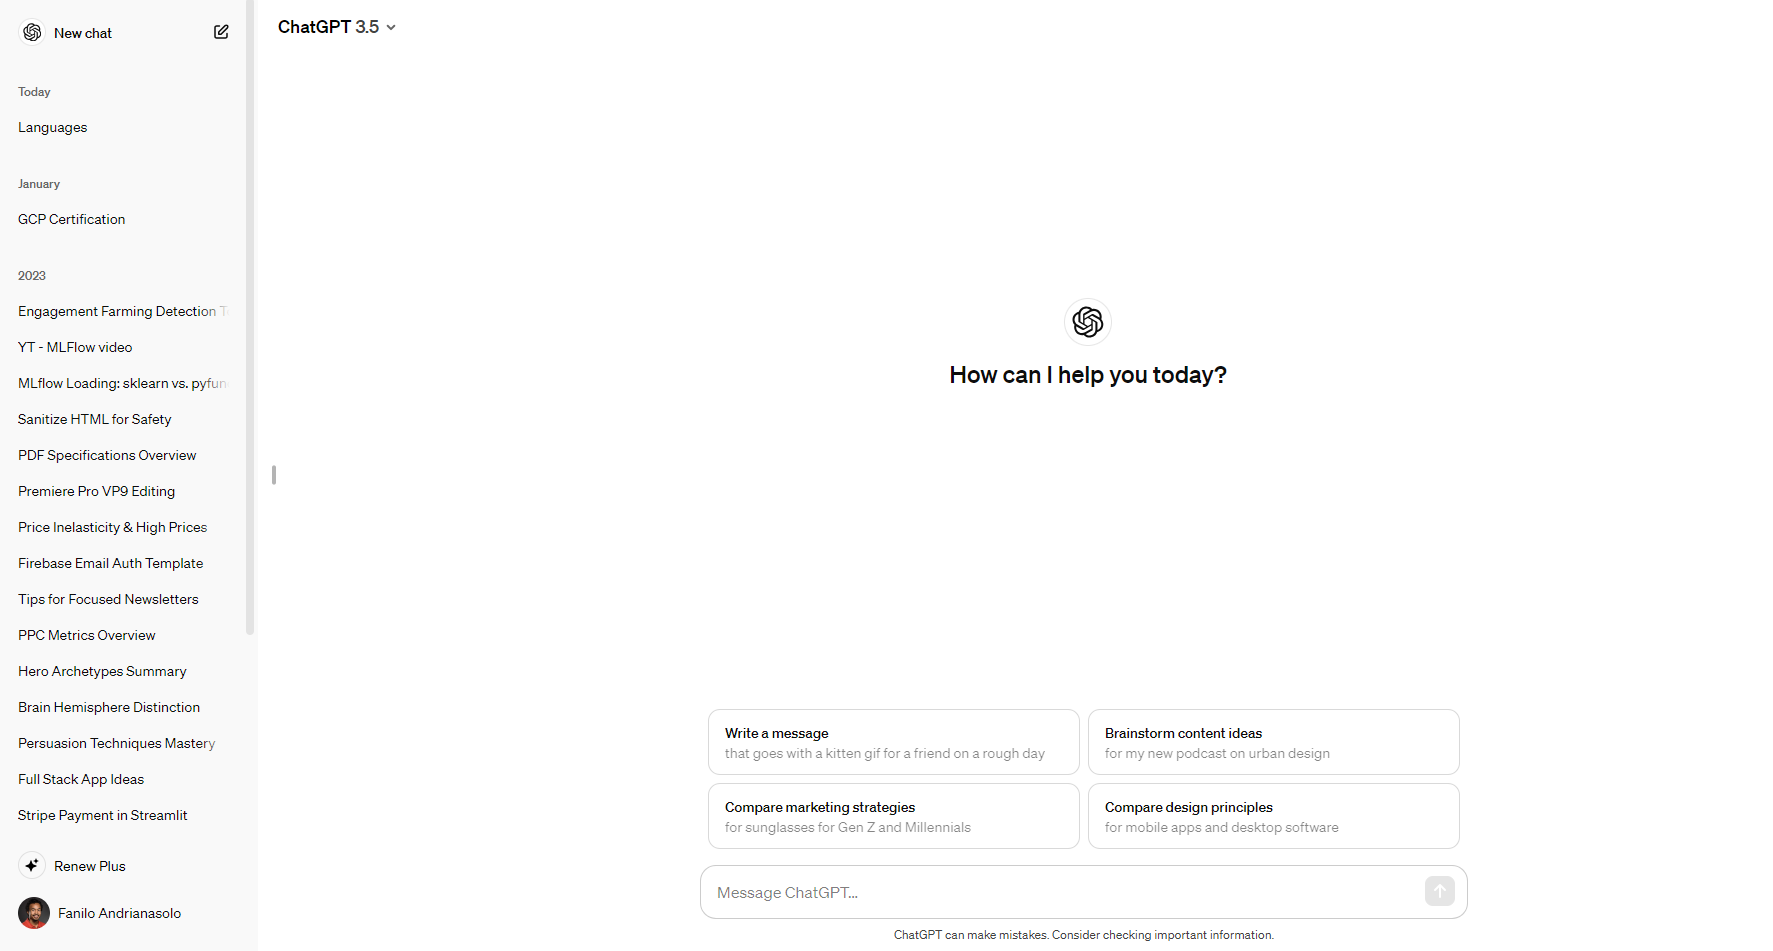 New chat
Today
Languages
January
GCP Certification
2023
Engagement Farming Detection T
YT - MLFlow video
MLflow Loading: sklearn vs. pyfun
Sanitize HTML for Safety
PDF Specifications Overview
Premiere Pro VP9 Editing
Price Inelasticity & High Prices
Firebase Email Auth Template
Tips for Focused Newsletters
PPC Metrics Overview
Hero Archetypes Summary
Brain Hemisphere Distinction
Persuasion Techniques Mastery
Full Stack App Ideas
Stripe Payment in Streamlit
Renew Plus
Fanilo Andrianasolo
ChatGPT 3.5
How can I help you today?
Write a message
that goes with a kitten gif for a friend on a rough day
Brainstorm content ideas
for my new podcast on urban design
Compare marketing strategies
for sunglasses for Gen Z and Millennials
Compare design principles
for mobile apps and desktop software
Message ChatGPT...
ChatGPT can make mistakes. Consider checking important information.